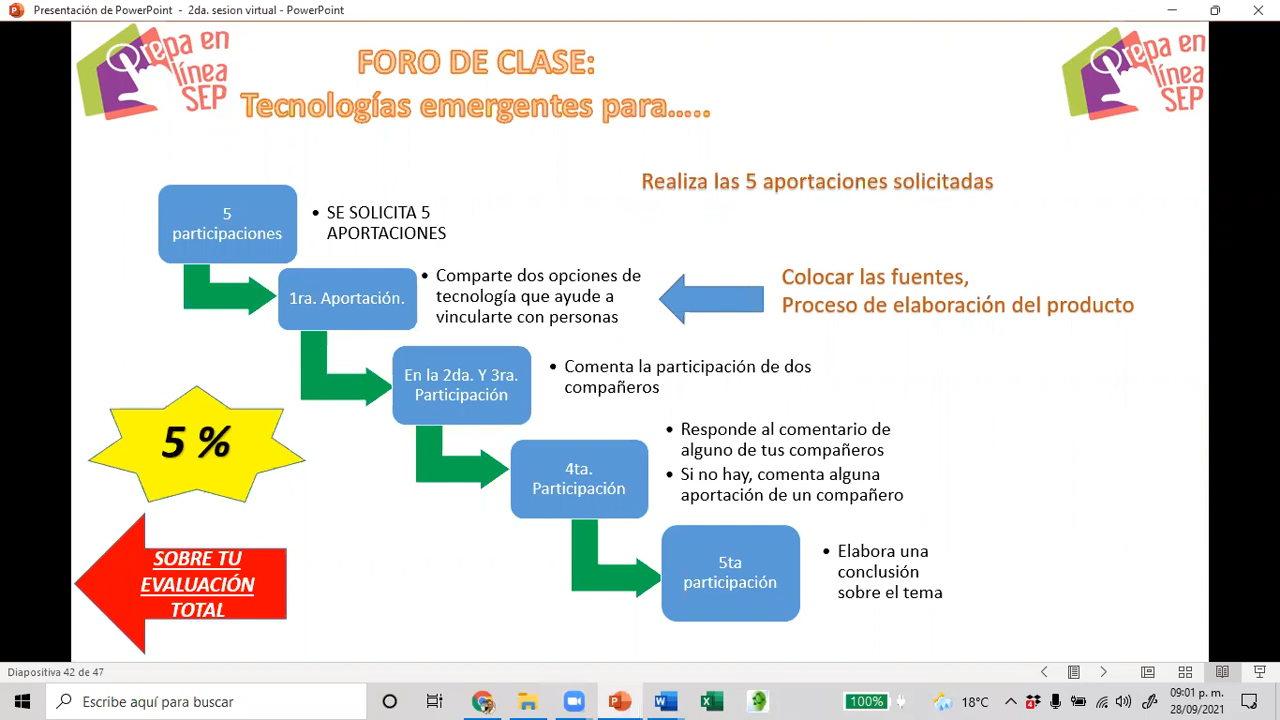 Presentación de PowerPoint - 2da. sesion virtual - PowerPoint
Prepa en
línea
SEP
FORO DE CLASE:
Tecnologías emergentes para.....
Prepa en
línea
SEP
Realiza las 5 aportaciones solicitadas
5
participaciones
• SE SOLICITA 5
APORTACIONES
1ra. Aportación.
• Comparte dos opciones de
tecnología que ayude a
vincularte con personas
Colocar las fuentes,
Proceso de elaboración del producto
En la 2da. Y 3ra.
Participación
• Comenta la participación de dos
compañeros
5 %
4ta.
Participación
• Responde al comentario de
alguno de tus compañeros
• Si no hay, comenta alguna
aportación de un compañero
SOBRE TU
EVALUACIÓN
TOTAL
5ta
participación
• Elabora una
conclusión
sobre el tema
Diapositiva 42 de 47
Escribe aquí para buscar
100%
18°C
4
09:01 p. m.
28/09/2021